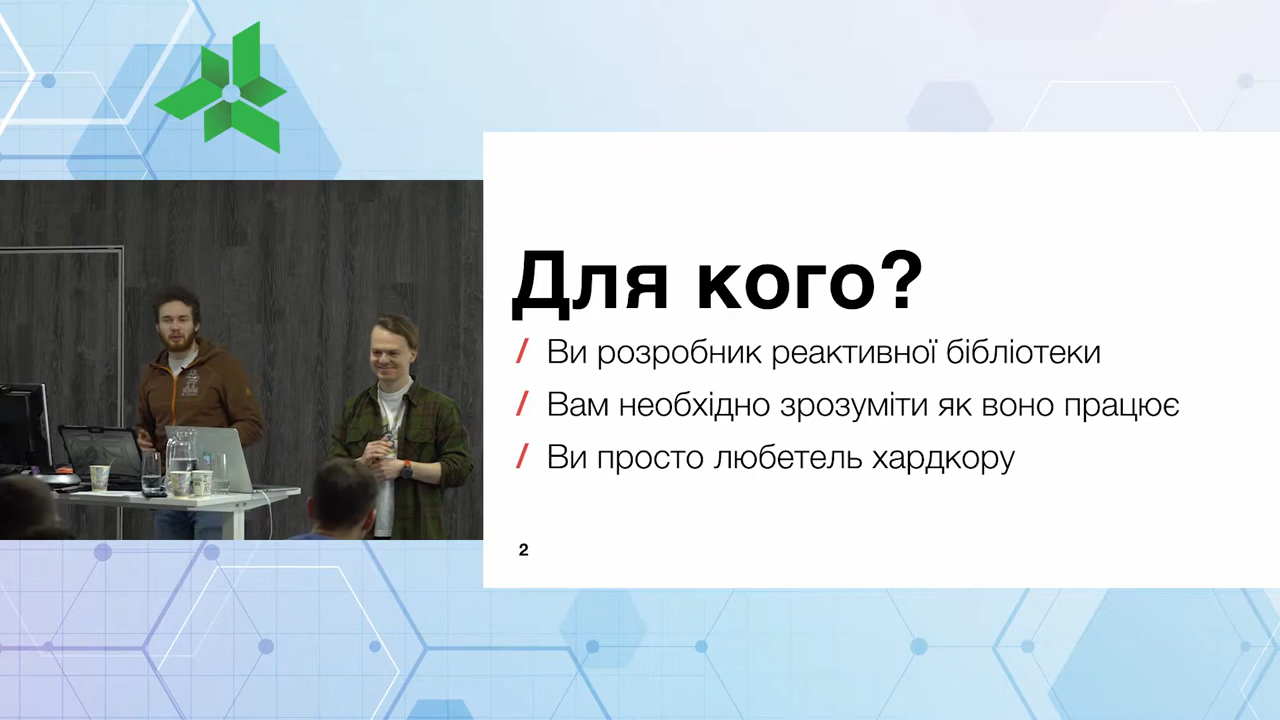 Для кого?
/ Ви розробник реактивної бібліотеки
/ Вам необхідно зрозуміти як воно працює
/ Ви просто любетель хардкору
2